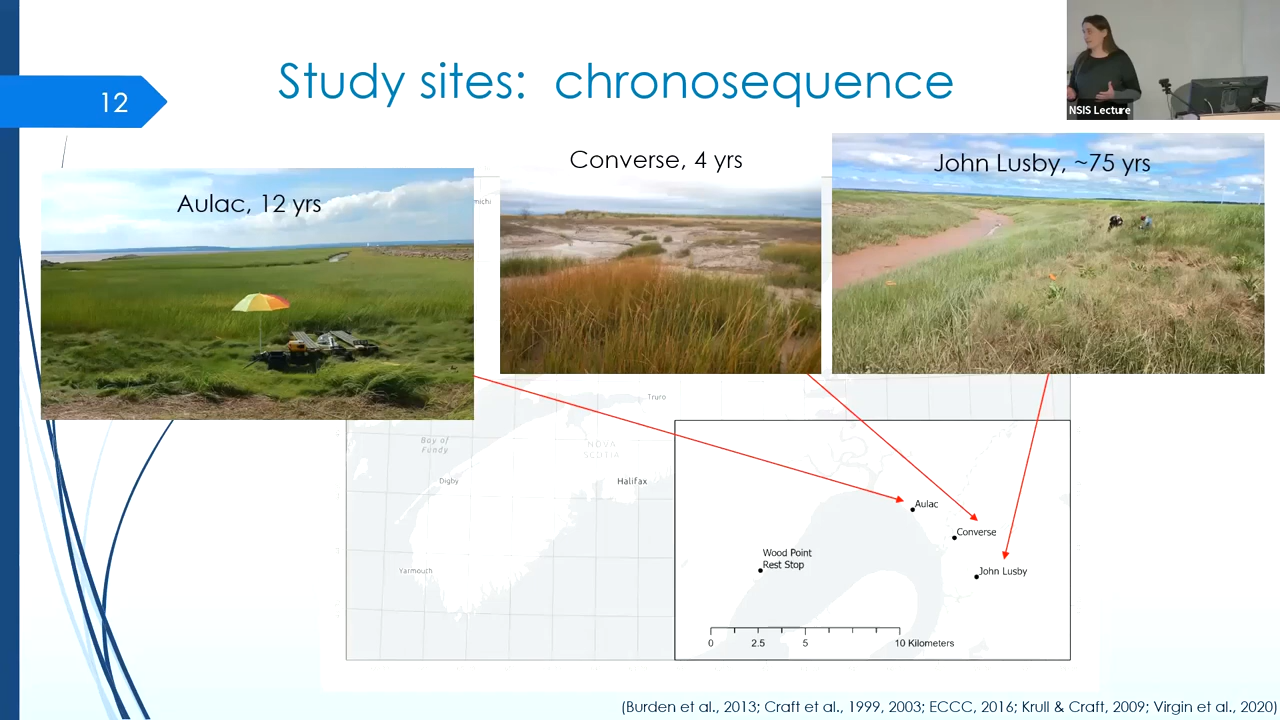 12
Study sites: chronosequence
NSIS Lecture
Aulac, 12 yrs
Converse, 4 yrs
John Lusby, ~75 yrs
michi
Truro
Bay of
Fundy
NOVA
SCOTIA
Digby
Halifax
Yarmouth
Aulac
Converse
Wood Point
Rest Stop
John Lusby
0 2.5 5 10 Kilometers
(Burden et al., 2013; Craft et al., 1999, 2003; ECCC, 2016; Krull & Craft, 2009; Virgin et al., 2020)